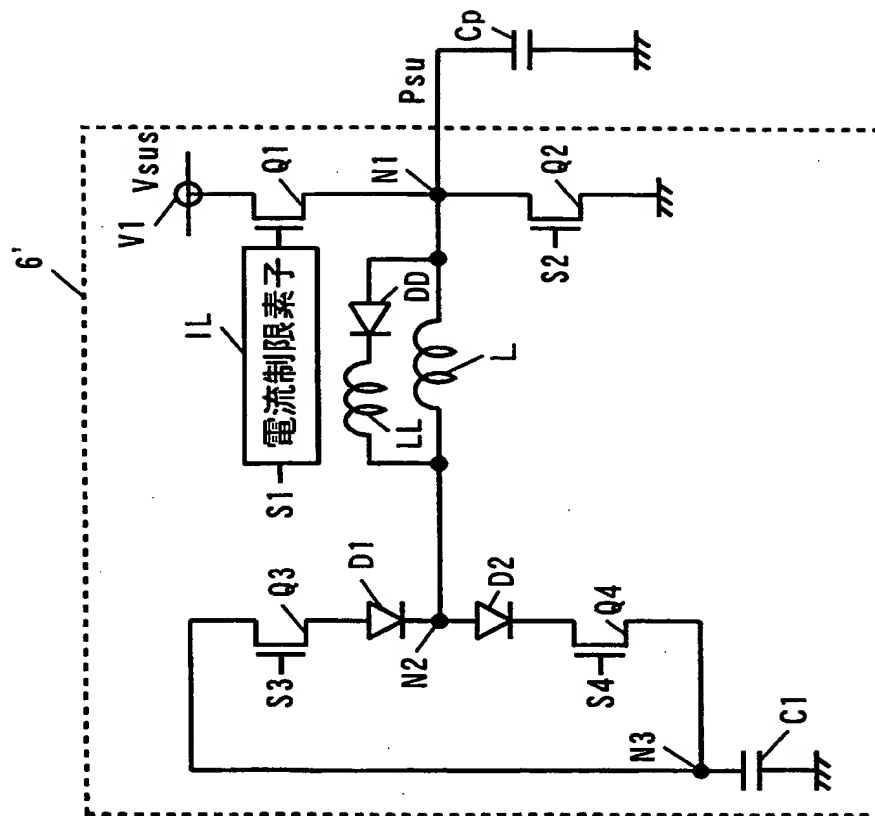 6'
V1
Vsus
Q1
IL
電流制限素子
S1
N1
Psu
Cp
DD
LL
L
S2
Q2
S3
Q3
D1
N2
D2
S4
Q4
N3
C1